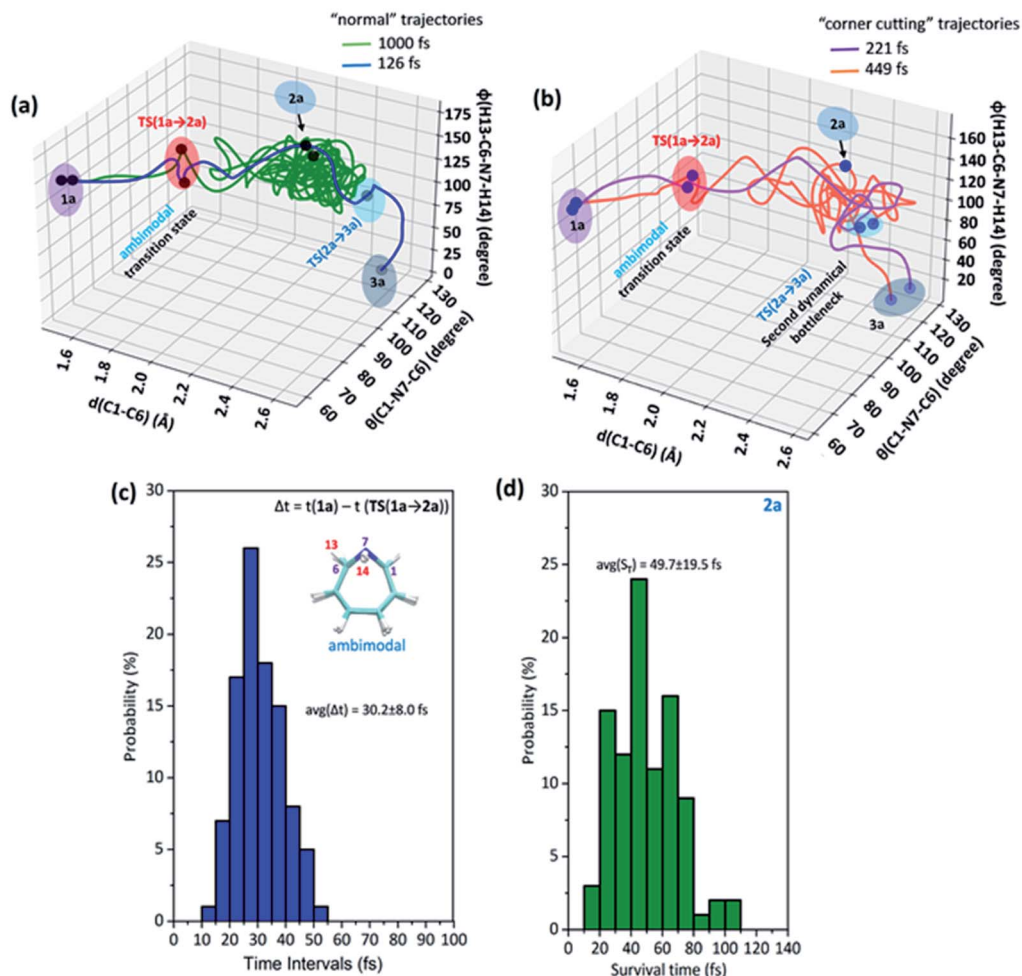 "normal" trajectories
1000 fs
126 fs
(a)
2a
TS(1a→2a)
1a
ambimodal
transition state
TS(2a→3a)
3a
175
150
125
100
75
50
25
0
ϕ(H13-C6-N7-H14) (degree)
1.6
1.8
2.0
2.2
2.4
2.6
d(C1-C6) (Å)
60
70
80
90
100
110
120
130
θ(C1-N7-C6) (degree)
"corner cutting" trajectories
221 fs
449 fs
(b)
2a
TS(1a→2a)
1a
ambimodal
transition state
TS(2a→3a)
Second dynamical
bottleneck
3a
160
140
120
100
80
60
40
20
ϕ(H13-C6-N7-H14) (degree)
1.6
1.8
2.0
2.2
2.4
2.6
d(C1-C6) (Å)
60
70
80
90
100
110
120
130
θ(C1-N7-C6) (degree)
(c)
Δt = t(1a) – t (TS(1a→2a))
13
7
6
14
1
ambimodal
avg(Δt) = 30.2±8.0 fs
30
25
20
15
10
5
0
Probability (%)
0 10 20 30 40 50 60 70 80 90 100
Time Intervals (fs)
(d)
2a
avg(S_T) = 49.7±19.5 fs
30
25
20
15
10
5
0
Probability (%)
0 20 40 60 80 100 120 140
Survival time (fs)